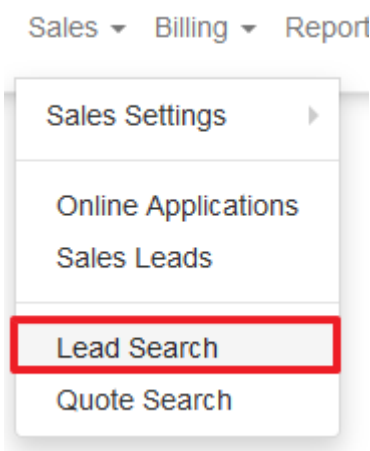 Sales Billing Report
Sales Settings
Online Applications
Sales Leads
Lead Search
Quote Search